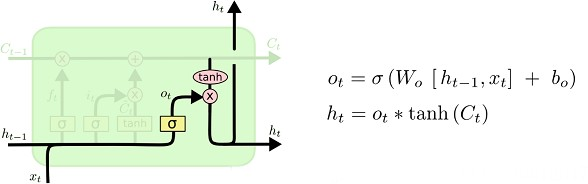 h_t
C_{t-1} C_t
tanh
f_t i_t C̃_t o_t
σ σ tanh σ
h_{t-1} h_t
x_t
o_t = σ (W_o [h_{t-1}, x_t] + b_o)
h_t = o_t * tanh (C_t)